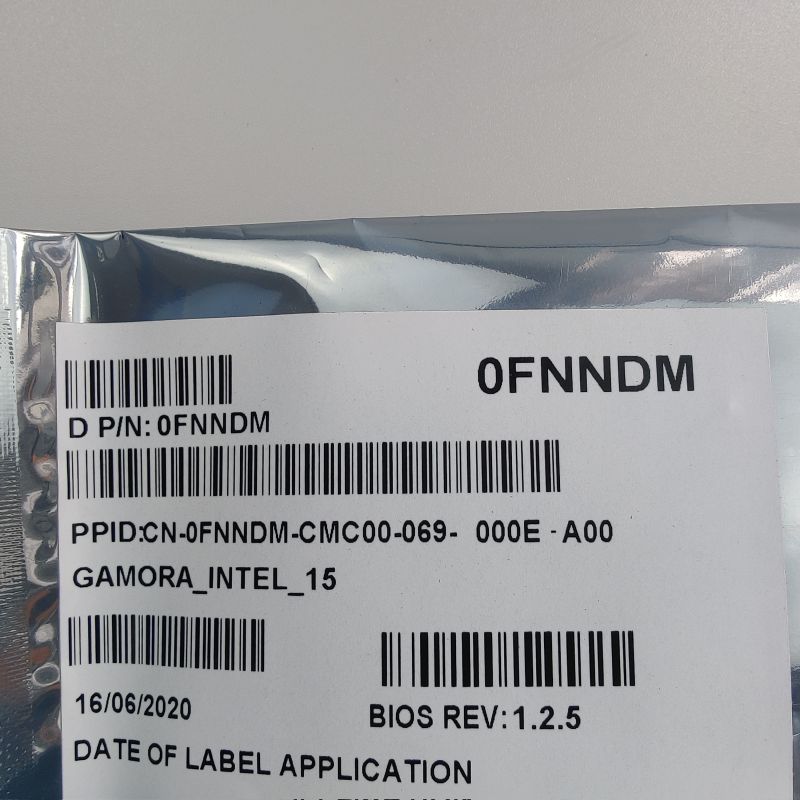 0FNNDM
D P/N: 0FNNDM
PPID:CN-0FNNDM-CMC00-069- 000E - A00
GAMORA_INTEL_15
16/06/2020
BIOS REV: 1.2.5
DATE OF LABEL APPLICATION